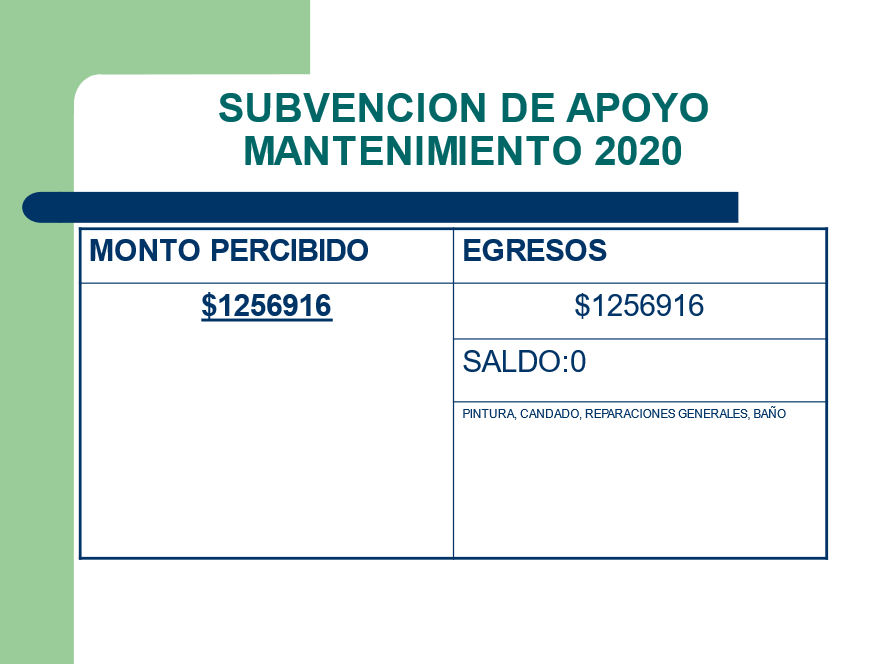 SUBVENCION DE APOYO
MANTENIMIENTO 2020
MONTO PERCIBIDO
EGRESOS
$1256916
$1256916
SALDO:0
PINTURA, CANDADO, REPARACIONES GENERALES, BAÑO